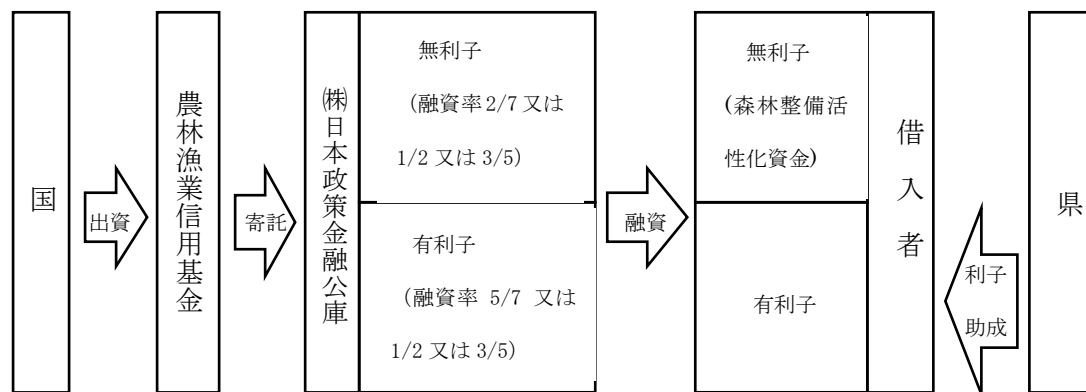 国
出資
農林漁業信用基金
寄託
㈱日本政策金融公庫
無利子
(融資率2/7又は
1/2又は3/5)
有利子
(融資率 5/7 又は
1/2又は3/5)
融資
無利子
(森林整備活
性化資金)
有利子
借入者
利子
助成
県